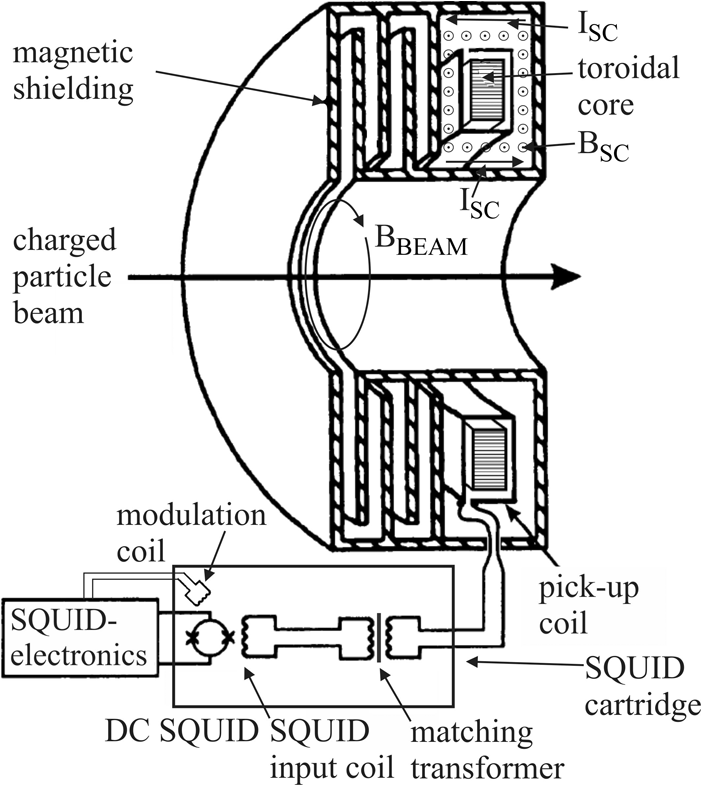 magnetic
shielding
I_SC
toroidal
core
B_SC
I_SC
B_BEAM
charged
particle
beam
modulation
coil
pick-up
coil
SQUID-
electronics
SQUID
cartridge
DC SQUID
SQUID
input coil
matching
transformer